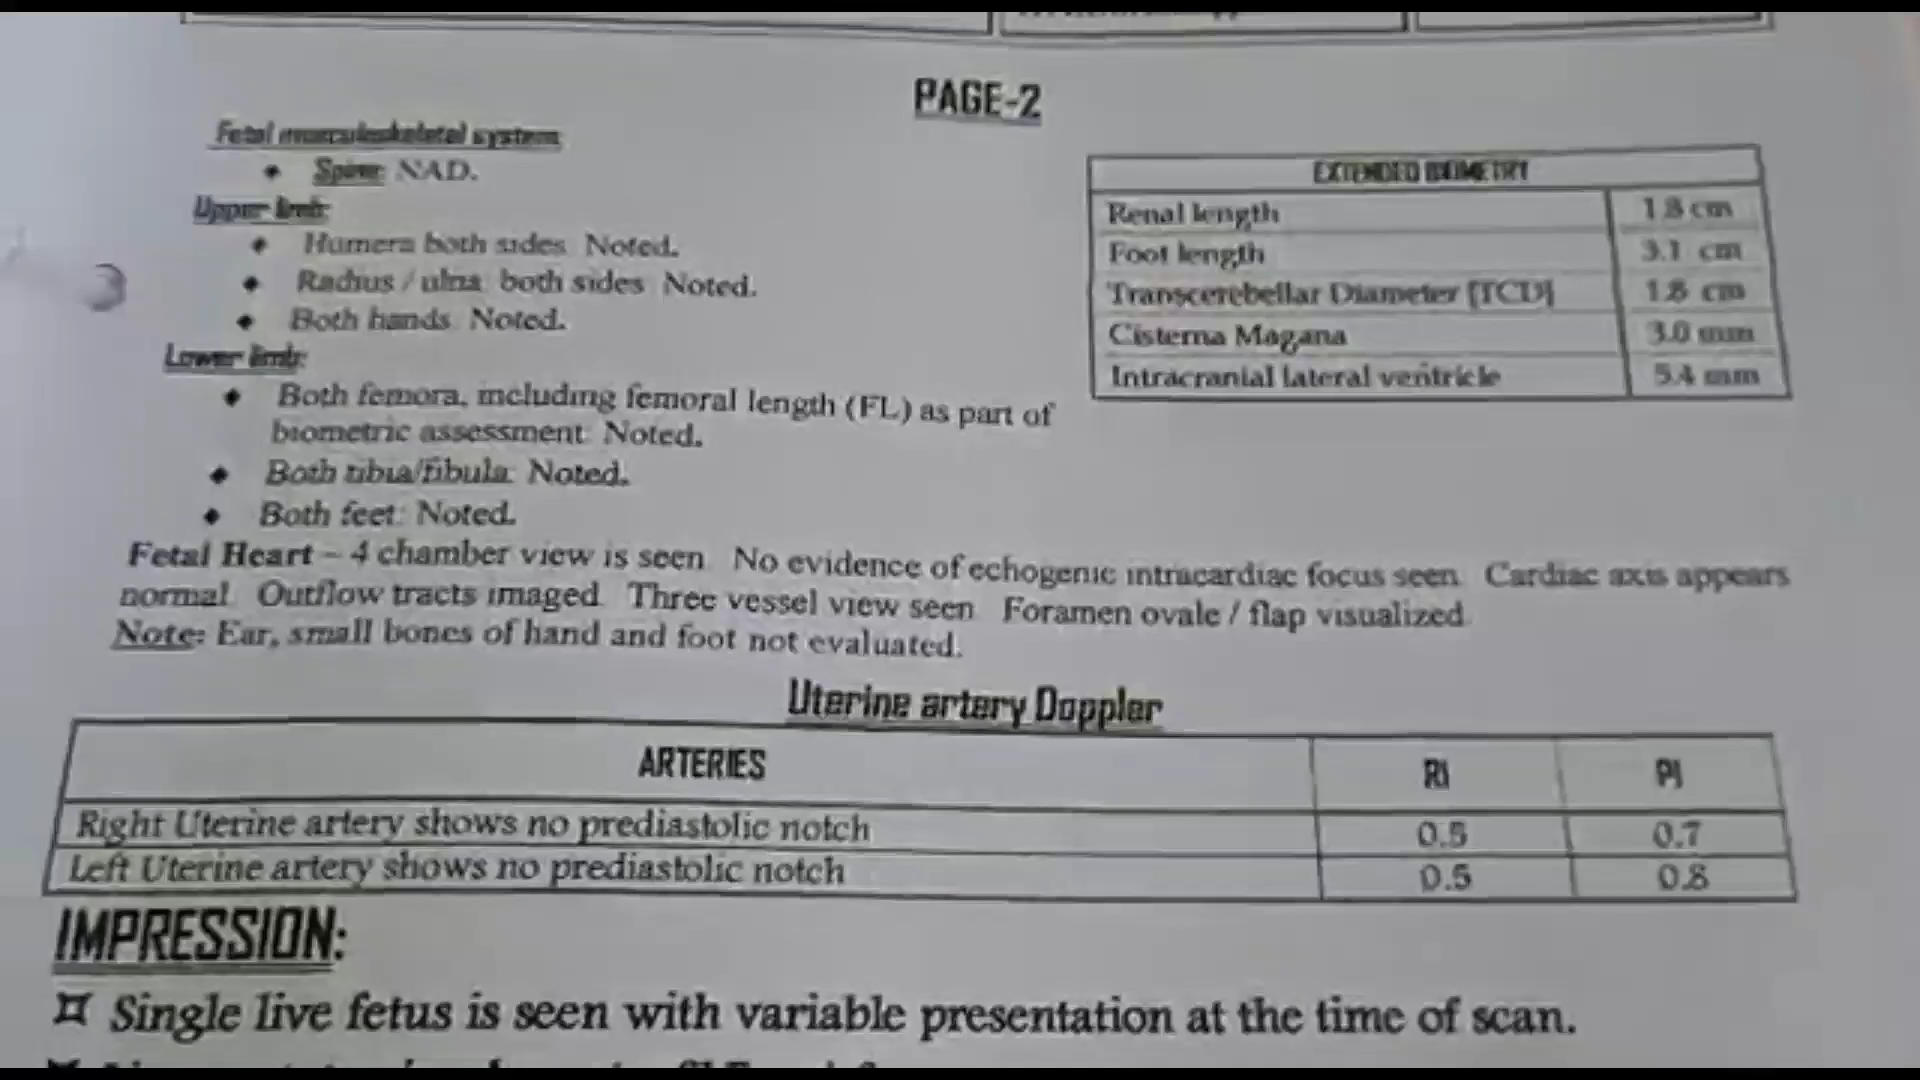 PAGE-2
Fetal musculoskeletal system
Spine: NAD.
Upper limb:
Humera both sides Noted.
Radius / ulna both sides Noted.
Both hands Noted.
Lower limb:
Both femora, including femoral length (FL) as part of
biometric assessment Noted.
Both tibia/fibula Noted.
Both feet: Noted.
EXTENDED BIOMETRY
Renal length 1.8 cm
Foot length 3.1 cm
Transcerebellar Diameter [TCD] 1.8 cm
Cisterna Magana 3.0 mm
Intracranial lateral ventricle 5.4 mm
Fetal Heart – 4 chamber view is seen No evidence of echogenic intracardiac focus seen Cardiac axis appears
normal Outflow tracts imaged Three vessel view seen Foramen ovale / flap visualized
Note: Ear, small bones of hand and foot not evaluated.
Uterine artery Doppler
ARTERIES RI PI
Right Uterine artery shows no prediastolic notch 0.5 0.7
Left Uterine artery shows no prediastolic notch 0.5 0.8
IMPRESSION:
¤ Single live fetus is seen with variable presentation at the time of scan.